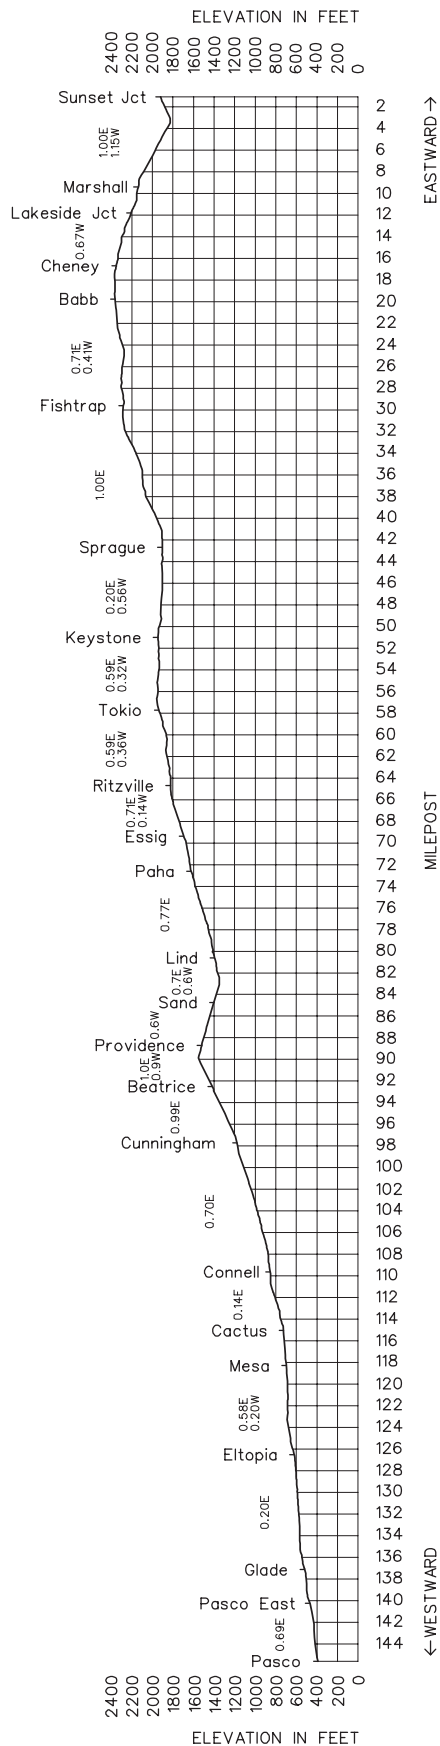 ELEVATION IN FEET
2400 2200 2000 1800 1600 1400 1200 1000 800 600 400 200 0
EASTWARD →
Sunset Jct
2
4
1.00E
1.15W
6
8
Marshall
10
Lakeside Jct
12
0.67W
14
16
Cheney
18
Babb
20
22
24
0.71E
0.41W
26
28
Fishtrap
30
32
34
36
1.00E
38
40
42
Sprague
44
46
0.20E
0.56W
48
50
Keystone
52
54
0.59E
0.32W
56
Tokio
58
60
0.59E
0.36W
62
64
Ritzville
66
0.71E
0.14W
68
Essig
70
72
Paha
74
76
0.77E
78
80
Lind
82
0.7E
0.6W
84
Sand
86
0.6W
88
MILEPOST
Providence
90
1.0E
0.9W
92
Beatrice
94
0.99E
96
Cunningham
98
100
102
0.70E
104
106
108
Connell
110
0.14E
112
114
Cactus
116
Mesa
118
120
122
0.58E
0.20W
124
Eltopia
126
128
130
0.20E
132
134
136
Glade
138
Pasco East
140
142
0.69E
144
Pasco
← WESTWARD
2400 2200 2000 1800 1600 1400 1200 1000 800 600 400 200 0
ELEVATION IN FEET